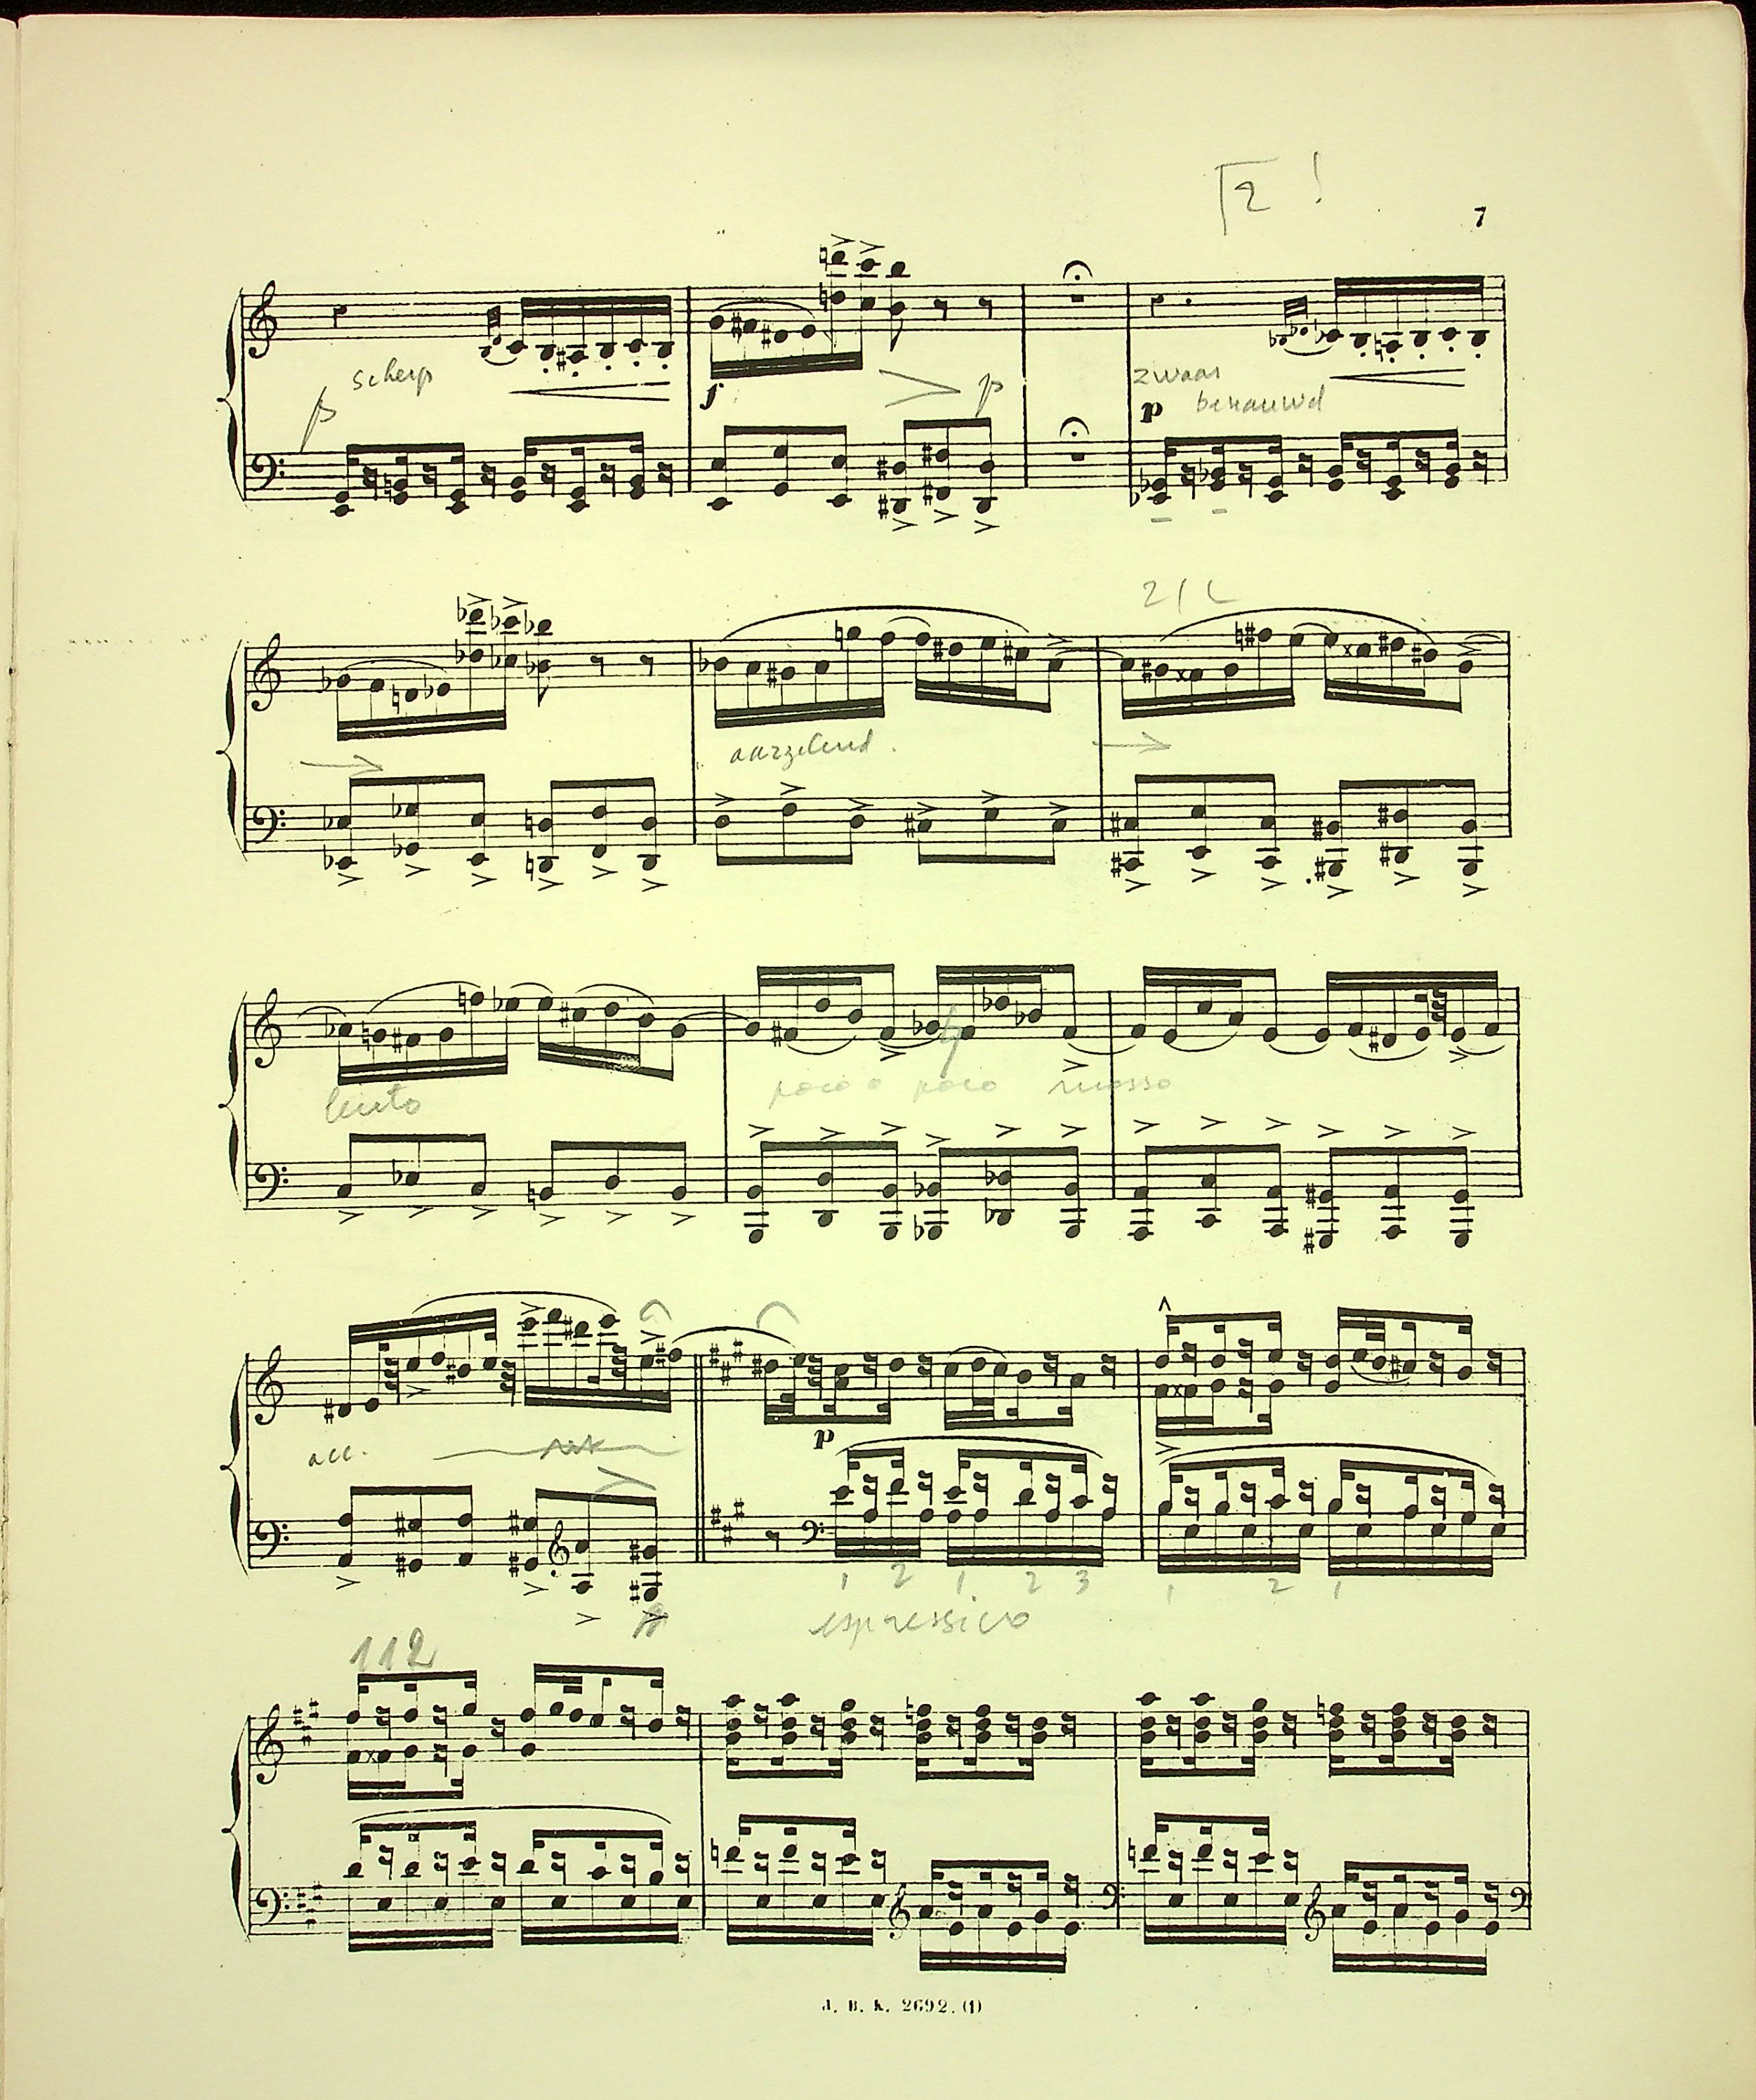 2 !
7
scherp
p
f
p
zwaar
p benauwd
aarzelend.
lento
poco a poco mosso
acc.
p
1 2 1 2 3 1 2 1
espressivo
112
J. B. K. 2692. (1)